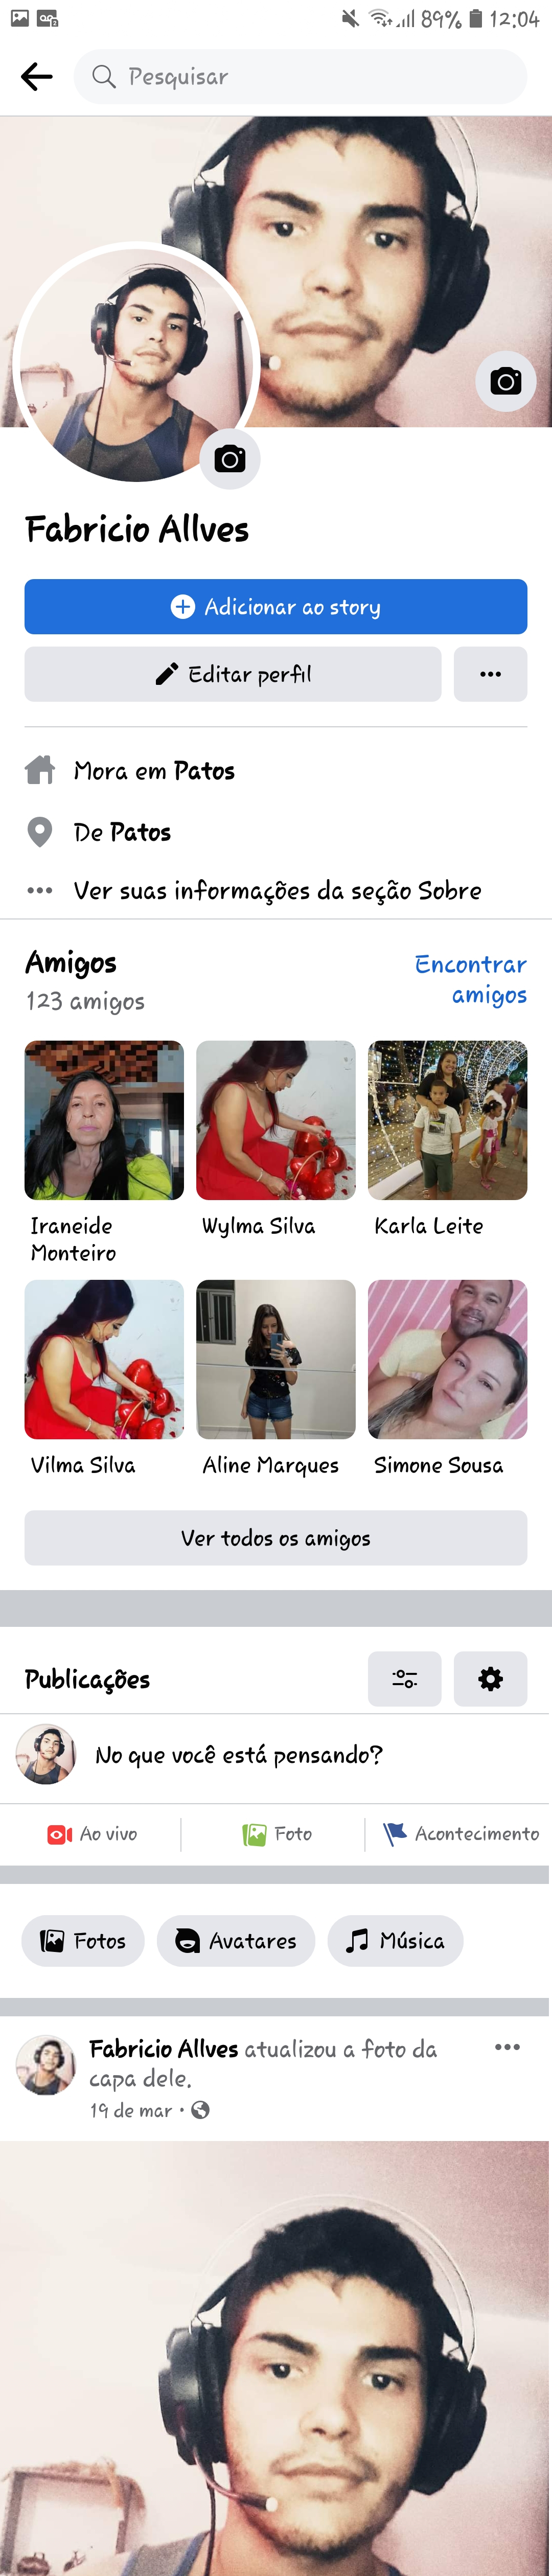 89% 12:04
Pesquisar
Fabricio Allves
Adicionar ao story
Editar perfil
Mora em Patos
De Patos
Ver suas informações da seção Sobre
Amigos
Encontrar
amigos
123 amigos
Iraneide
Monteiro
Wylma Silva
Karla Leite
Vilma Silva
Aline Marques
Simone Sousa
Ver todos os amigos
Publicações
No que você está pensando?
Ao vivo
Foto
Acontecimento
Fotos
Avatares
Música
Fabricio Allves atualizou a foto da
capa dele.
19 de mar •